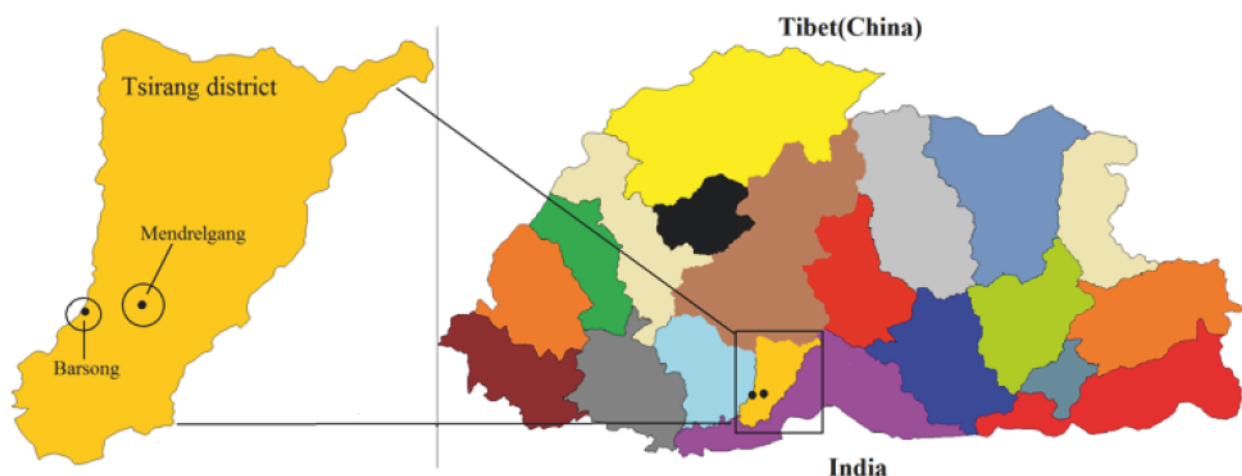 Tibet(China)
Tsirang district
Mendrelgang
Barsong
India